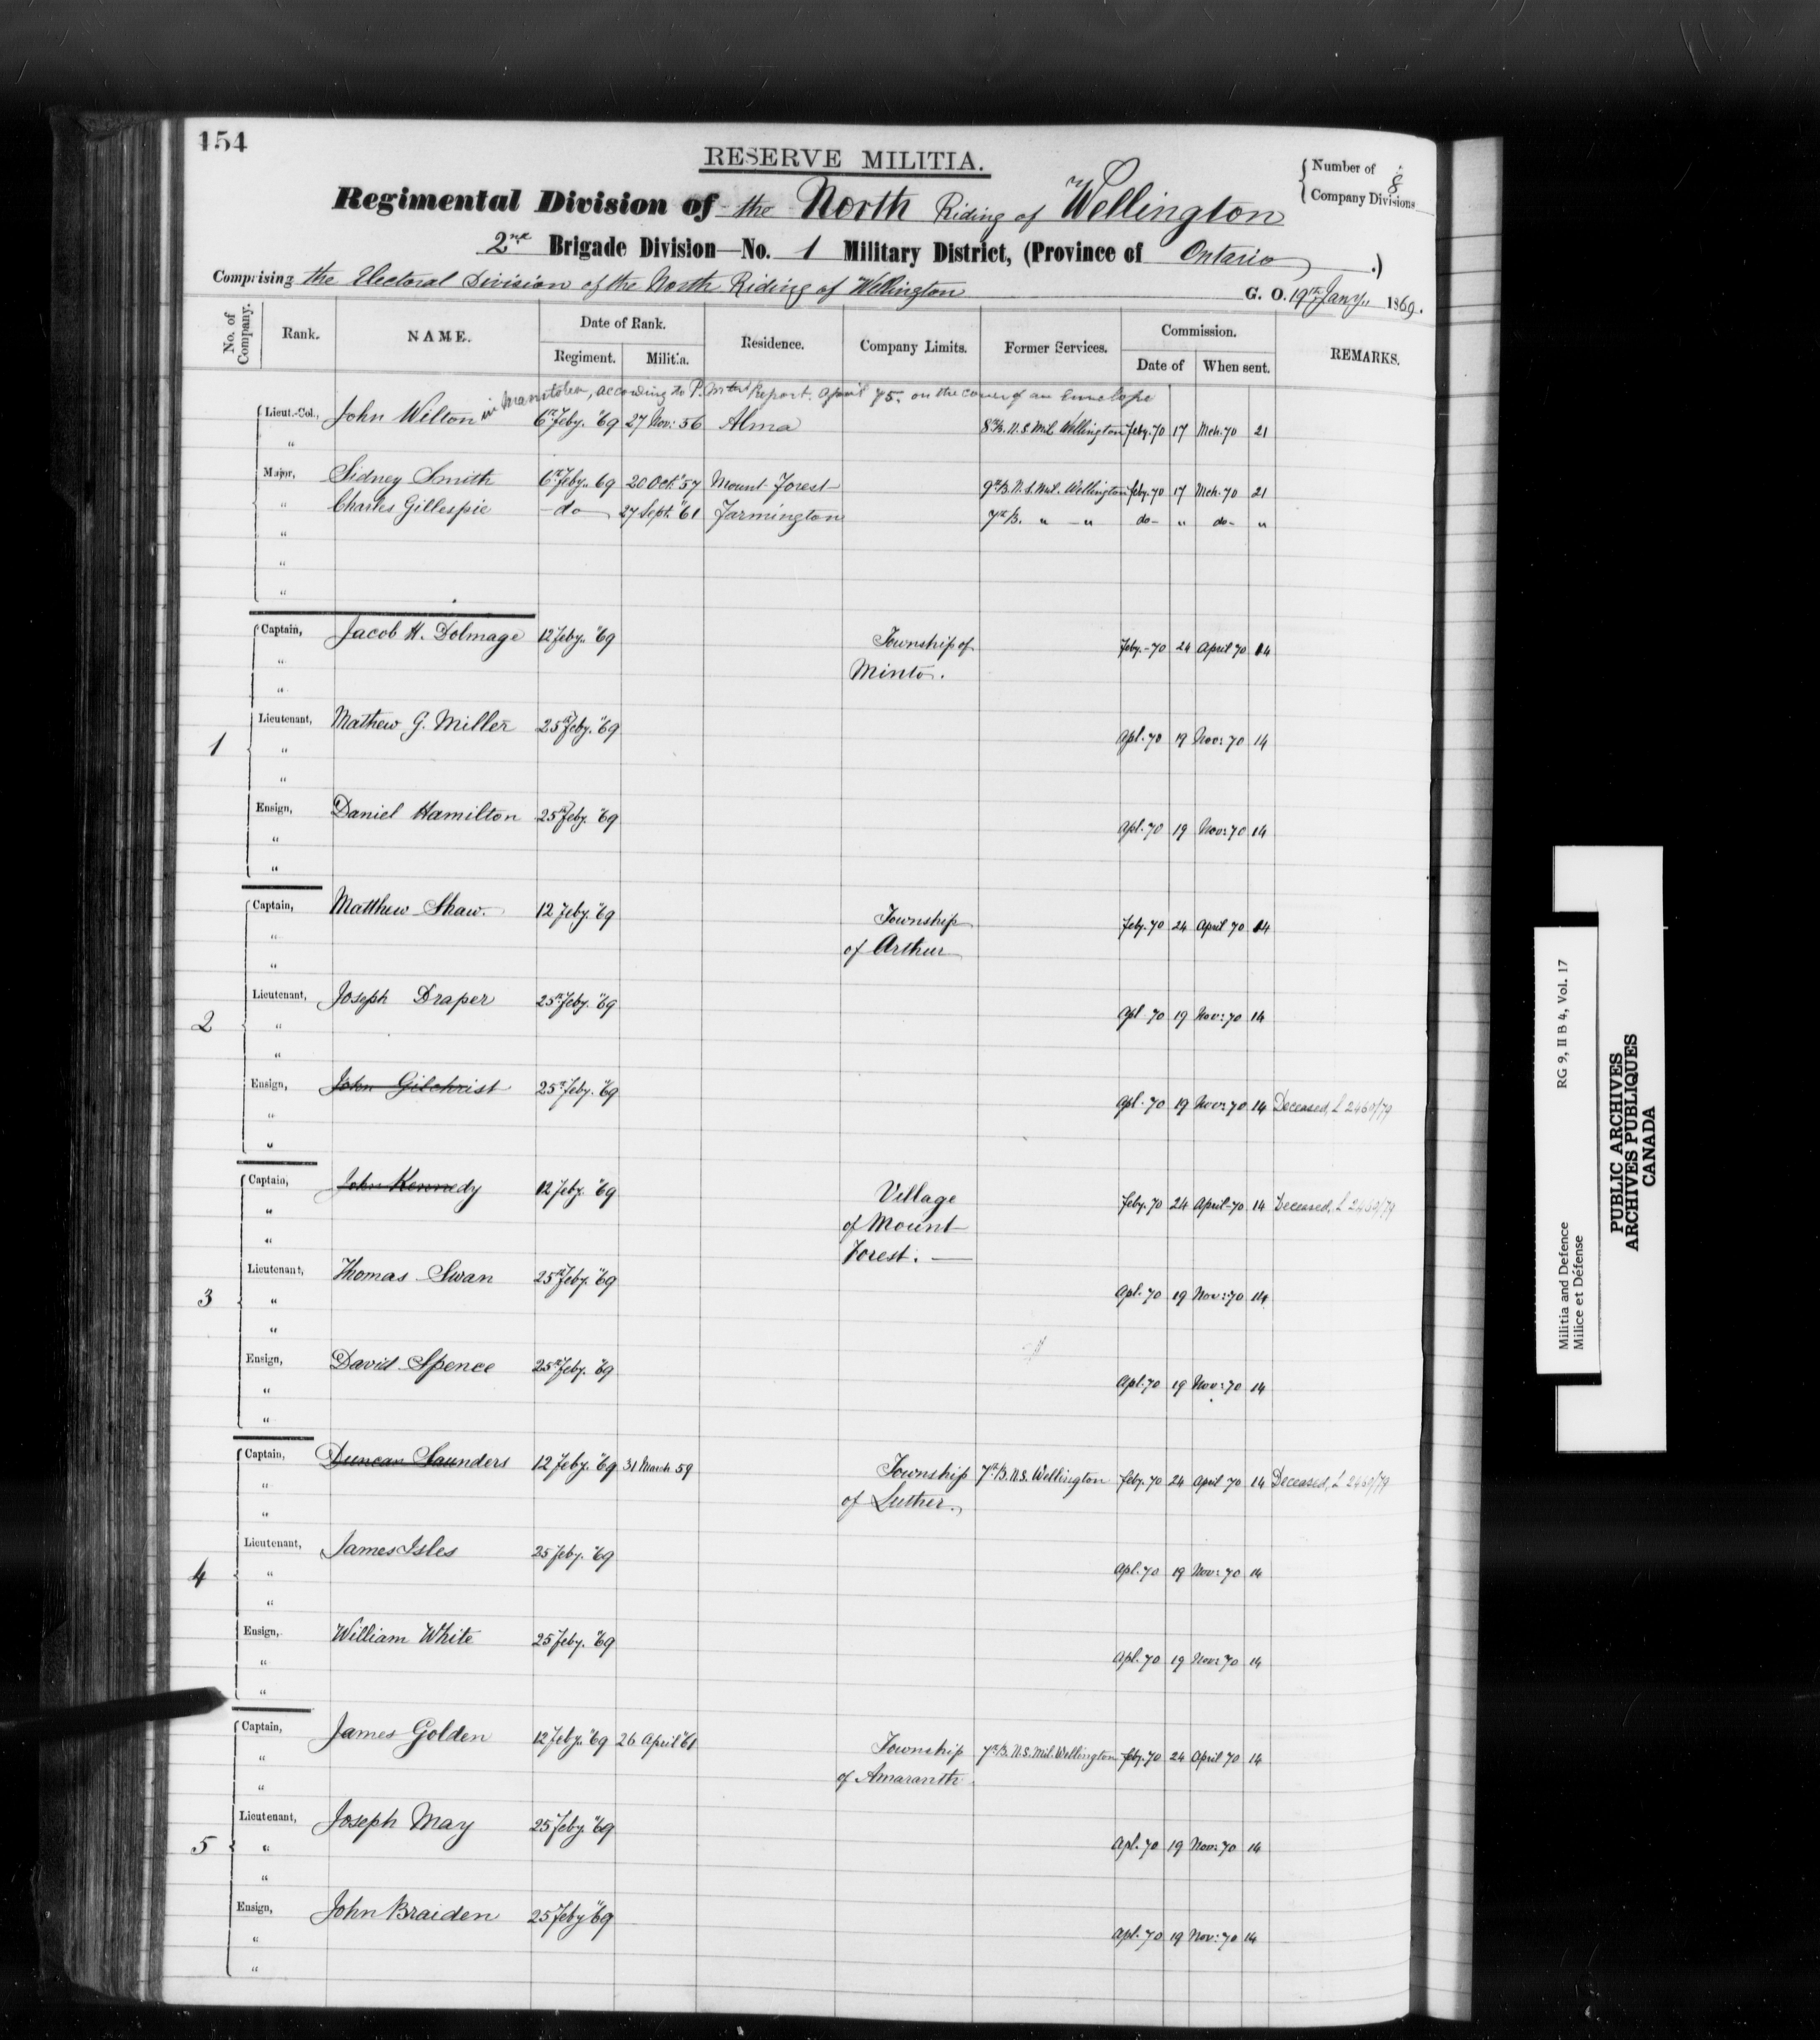 154
RESERVE MILITIA.
{ Number of Company Divisions 8
Regimental Division of the North Riding of Wellington
2nd Brigade Division—No. 1 Military District, (Province of Ontario.)
Comprising the Electoral Division of the North Riding of Wellington G. O. 19th Jany., 1869.
No. of Company. Rank. NAME. Date of Rank. Residence. Company Limits. Former Services. Commission. REMARKS.
Regiment. Militia. Date of When sent.
in Manitoba, according to P. Mtrs Report. April 75. on the cover of an Envelope
Lieut.-Col., John Wilton 6th Feby. "69 27 Nov: 56 Alma 8th B. N. S. Mil. Wellington Feby. 70 17 Mch. 70 21
"
Major, Sidney Smith 6th Feby. 69 20 Oct. "57 Mount Forest 9th B. N. S. Mil. Wellington Feby. 70 17 Mch. 70 21
" Charles Gillespie - do - 27 Sept. "61 Farmington 7th B. " - " do - " do - "
"
"
"
Captain, Jacob H. Dolmage 12 Feby. "69 Township of Feby. - 70 24 April 70 14
" Minto.
"
Lieutenant, Mathew G. Miller 25th Feby. "69 Apl. 70 19 Nov: 70 14
1 "
"
Ensign, Daniel Hamilton 25th Feby. "69 Apl. 70 19 Nov: 70 14
"
"
Captain, Matthew Shaw. 12 Feby. "69 Township Feby. 70 24 April 70 14
" of Arthur
"
Lieutenant, Joseph Draper 25th Feby. "69 Apl 70 19 Nov: 70 14
2 "
"
Ensign, John Gilchrist 25th Feby. "69 Apl. 70 19 Nov: 70 14 Deceased, L 2460/79
"
"
Captain, John Kennedy 12 Feby. "69 Village Feby. 70 24 April - 70 14 Deceased, L 2460/79
" of Mount
" Forest. —
Lieutenant, Thomas Swan 25th Feby. "69 Apl. 70 19 Nov: 70 14
3 "
"
Ensign, David Spence 25th Feby. "69 Apl. 70 19 Nov: 70 14
"
"
Captain, Duncan Saunders 12 Feby. "69 31 March 59 Township 7th B. N. S. Wellington Feby. 70 24 April 70 14 Deceased, L 2460/79
" of Luther.
"
Lieutenant, James Isles 25 Feby. "69 Apl. 70 19 Nov: 70 14
4 "
"
Ensign, William White 25 Feby. "69 Apl. 70 19 Nov: 70 14
"
"
Captain, James Golden 12 Feby. "69 26 April "61 Township 7th B. N. S. Mil. Wellington Feby. 70 24 April 70 14
" of Amaranth.
"
Lieutenant, Joseph May 25 Feby. "69 Apl. 70 19 Nov: 70 14
5 "
"
Ensign, John Braiden 25 Feby "69 Apl. 70 19 Nov: 70 14
"
"
Militia and Defence RG 9, II B 4, Vol. 17
Milice et Défense
PUBLIC ARCHIVES
ARCHIVES PUBLIQUES
CANADA